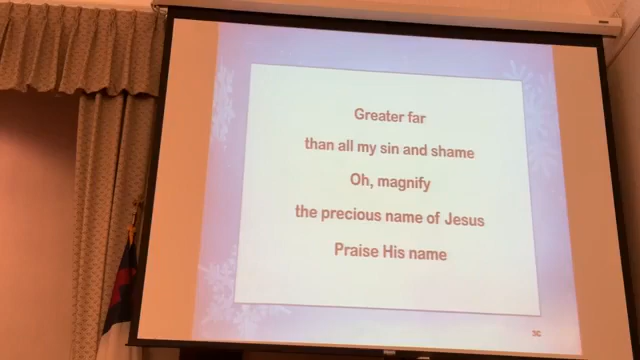 Greater far
than all my sin and shame
Oh, magnify
the precious name of Jesus
Praise His name